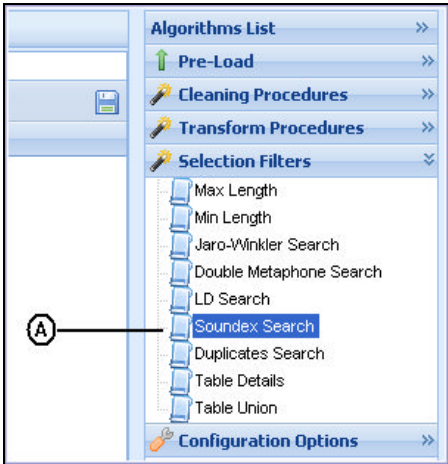 Algorithms List
Pre-Load
Cleaning Procedures
Transform Procedures
Selection Filters
Max Length
Min Length
Jaro-Winkler Search
Double Metaphone Search
LD Search
A
Soundex Search
Duplicates Search
Table Details
Table Union
Configuration Options